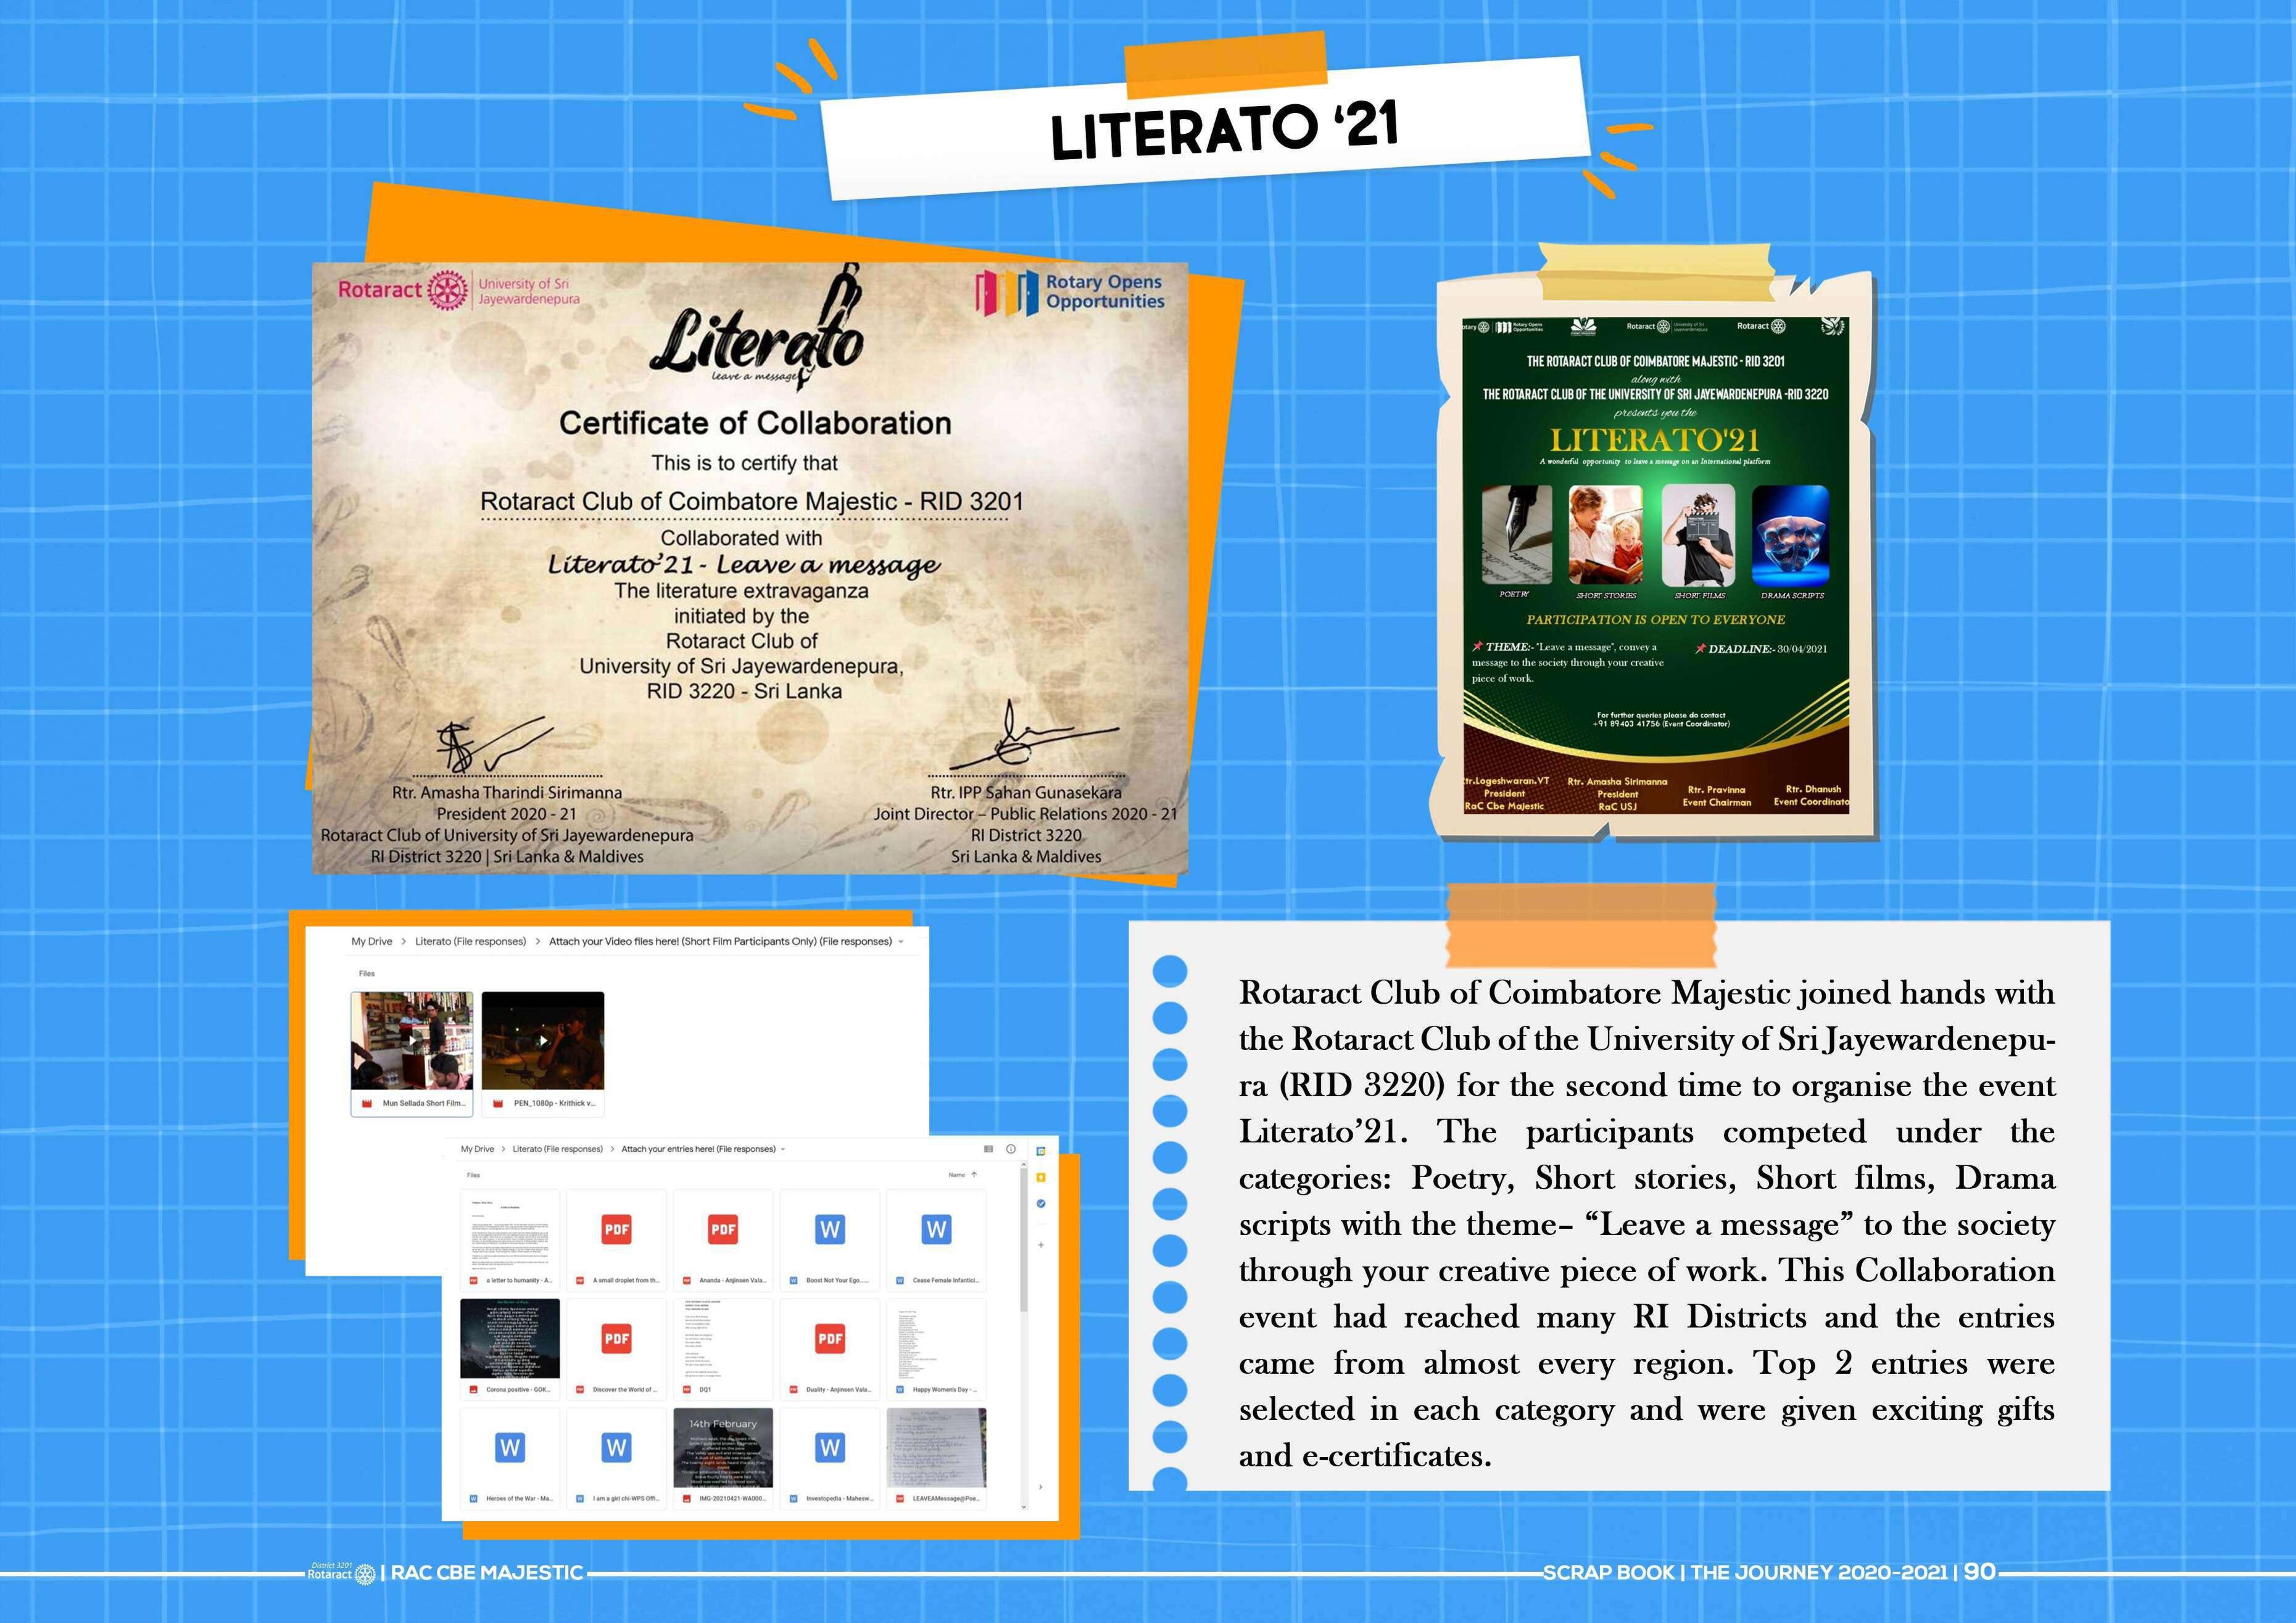 LITERATO ‘21
Rotaract
University of Sri
Jayewardenepura
Rotary Opens
Opportunities
Literato
leave a message
Certificate of Collaboration
This is to certify that
Rotaract Club of Coimbatore Majestic - RID 3201
Collaborated with
Literato’21 - Leave a message
The literature extravaganza
initiated by the
Rotaract Club of
University of Sri Jayewardenepura,
RID 3220 - Sri Lanka
Rtr. Amasha Tharindi Sirimanna
President 2020 - 21
Rotaract Club of University of Sri Jayewardenepura
RI District 3220 | Sri Lanka & Maldives
Rtr. IPP Sahan Gunasekara
Joint Director – Public Relations 2020 - 21
RI District 3220
Sri Lanka & Maldives
Rotary Opens
Opportunities
Rotaract
University of Sri
Jayewardenepura
Rotaract
THE ROTARACT CLUB OF COIMBATORE MAJESTIC - RID 3201
along with
THE ROTARACT CLUB OF THE UNIVERSITY OF SRI JAYEWARDENEPURA -RID 3220
presents you the
LITERATO'21
A wonderful opportunity to leave a message on an International platform
POETRY SHORT STORIES SHORT FILMS DRAMA SCRIPTS
PARTICIPATION IS OPEN TO EVERYONE
THEME:- "Leave a message", convey a
message to the society through your creative
piece of work.
DEADLINE:- 30/04/2021
For further queries please do contact
+91 89403 41756 (Event Coordinator)
tr.Logeshwaran.VT
President
RaC Cbe Majestic
Rtr. Amasha Sirimanna
President
RaC USJ
Rtr. Pravinna
Event Chairman
Rtr. Dhanush
Event Coordinato
My Drive > Literato (File responses) > Attach your Video files here! (Short Film Participants Only) (File responses)
Files
Mun Sellada Short Film... PEN_1080p - Krithick v...
My Drive > Literato (File responses) > Attach your entries here! (File responses)
Files Name
PDF PDF W W
a letter to humanity - A... A small droplet from th... Ananda - Anjinsen Vala... Boost Not Your Ego.... Cease Female Infantici...
PDF PDF
Corona positive - GOK... Discover the World of ... DQ1 Duality - Anjinsen Vala... Happy Women's Day - ...
W W 14th February W
Heroes of the War - Ma... I am a girl chi-WPS Offi... IMG-20210421-WA000... Investopedia - Mahesw... LEAVEAMessage@Poe...
Rotaract Club of Coimbatore Majestic joined hands with
the Rotaract Club of the University of Sri Jayewardenepu-
ra (RID 3220) for the second time to organise the event
Literato’21. The participants competed under the
categories: Poetry, Short stories, Short films, Drama
scripts with the theme– “Leave a message” to the society
through your creative piece of work. This Collaboration
event had reached many RI Districts and the entries
came from almost every region. Top 2 entries were
selected in each category and were given exciting gifts
and e-certificates.
District 3201
Rotaract | RAC CBE MAJESTIC
SCRAP BOOK | THE JOURNEY 2020-2021 | 90